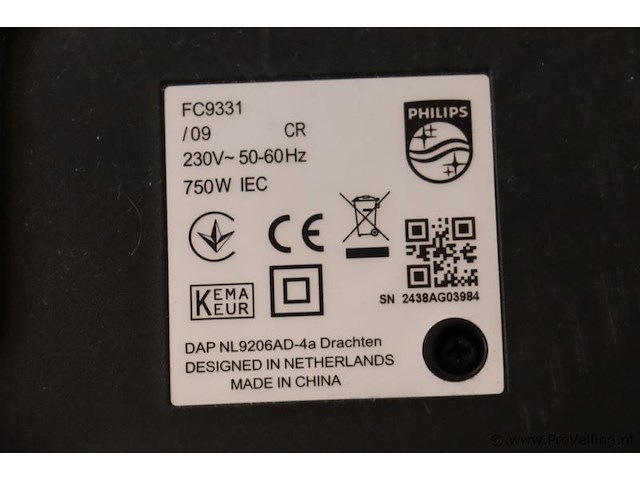 FC9331
/09 CR
230V~ 50-60Hz
750W IEC
PHILIPS
CE
KEMA
KEUR
SN 2438AG03984
DAP NL9206AD-4a Drachten
DESIGNED IN NETHERLANDS
MADE IN CHINA
© www.ProVeiling.nl